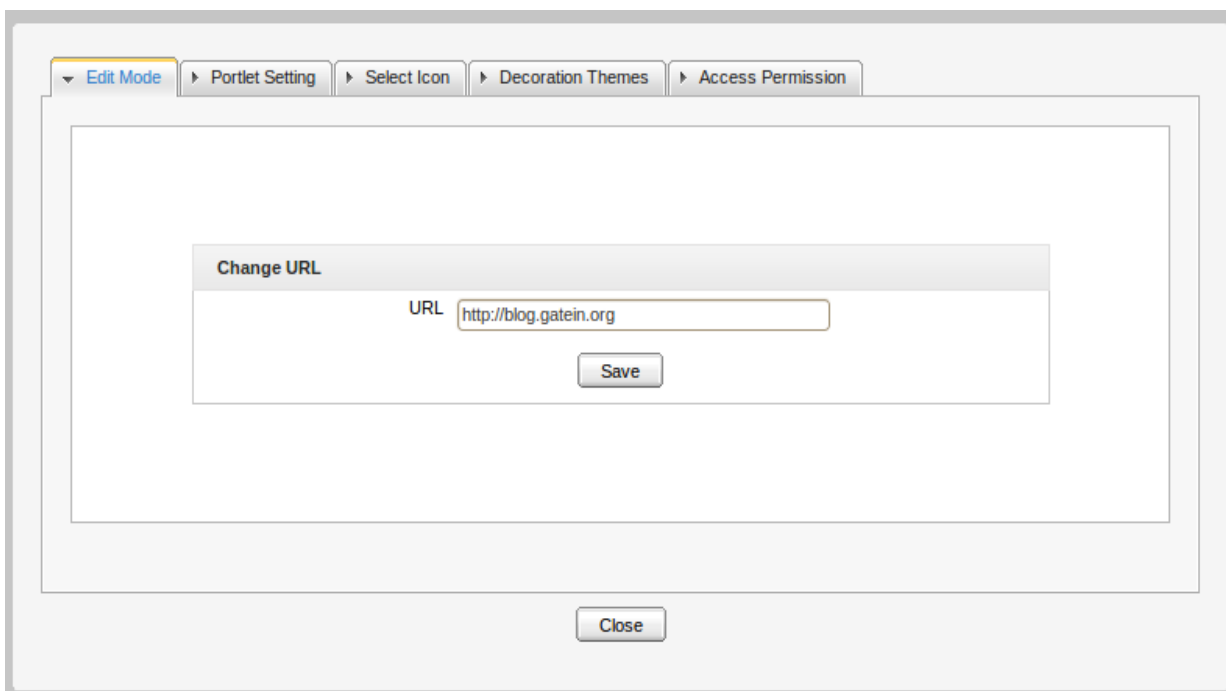 Edit Mode Portlet Setting Select Icon Decoration Themes Access Permission
Change URL
URL http://blog.gatein.org
Save
Close